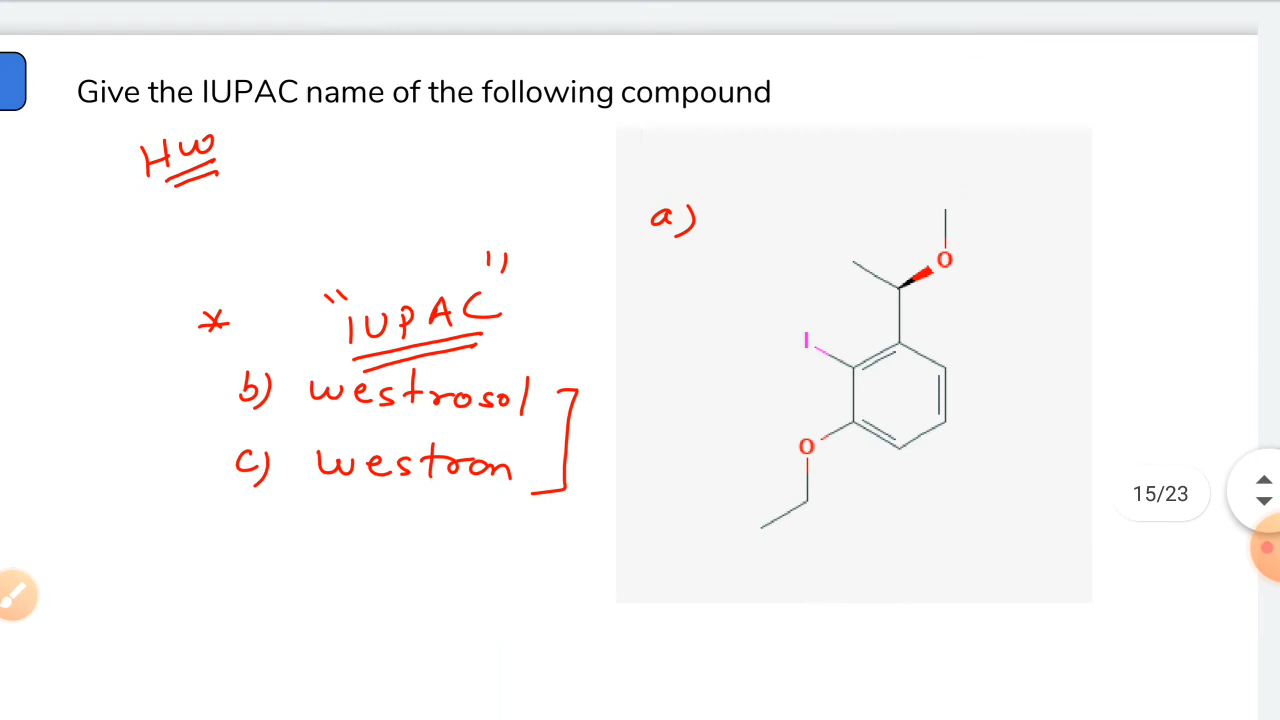 Give the IUPAC name of the following compound
HW
a)
O
* "IUPAC"
I
b) westrosol
c) westron
O
15/23